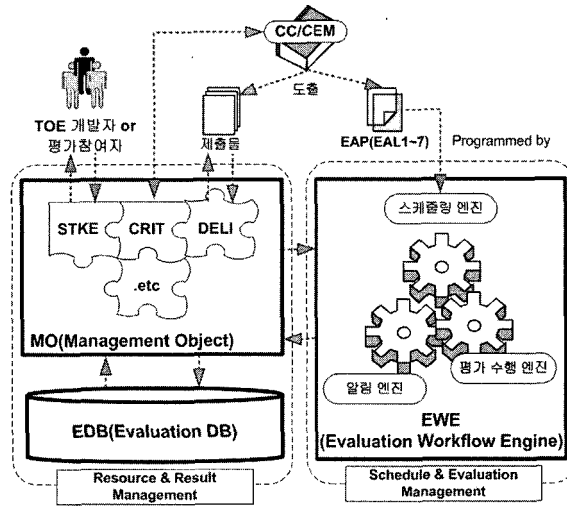 CC/CEM
도출
TOE 개발자 or
평가참여자
제출물
EAP(EAL1~7)
Programmed by
STKE
CRIT
DELI
.etc
MO(Management Object)
스케줄링 엔진
알림 엔진
평가 수행 엔진
EWE
(Evaluation Workflow Engine)
EDB(Evaluation DB)
Resource & Result
Management
Schedule & Evaluation
Management